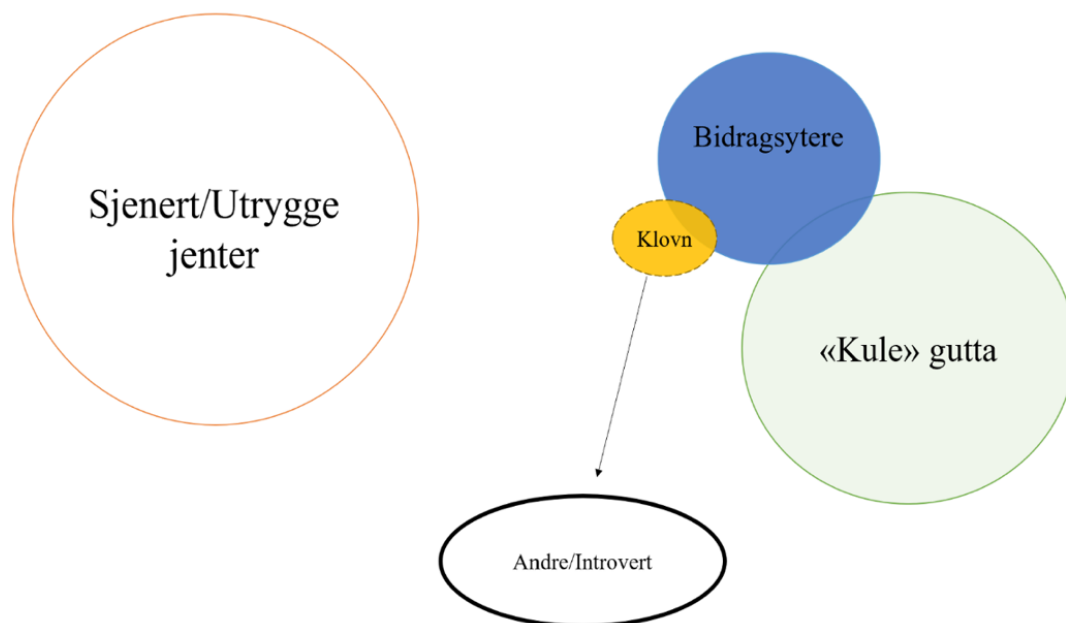 Sjenert/Utrygge
jenter
Bidragsytere
Klovn
«Kule» gutta
Andre/Introvert